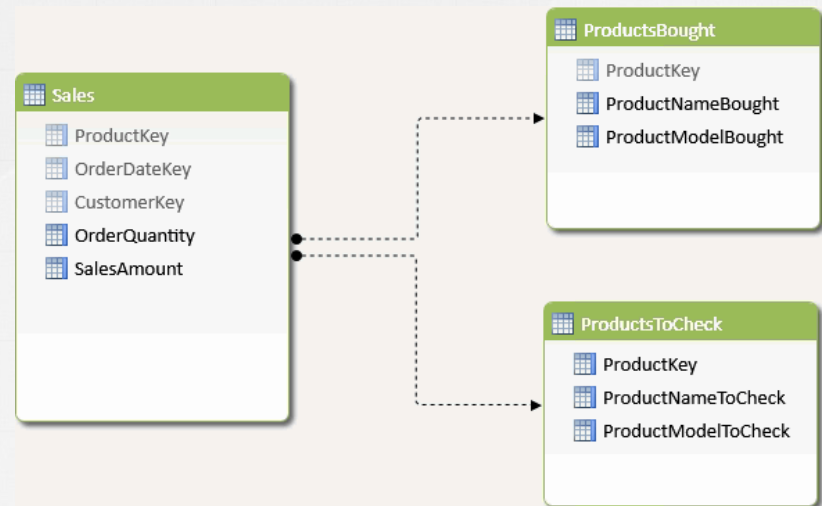 Sales
ProductKey
OrderDateKey
CustomerKey
OrderQuantity
SalesAmount
ProductsBought
ProductKey
ProductNameBought
ProductModelBought
ProductsToCheck
ProductKey
ProductNameToCheck
ProductModelToCheck